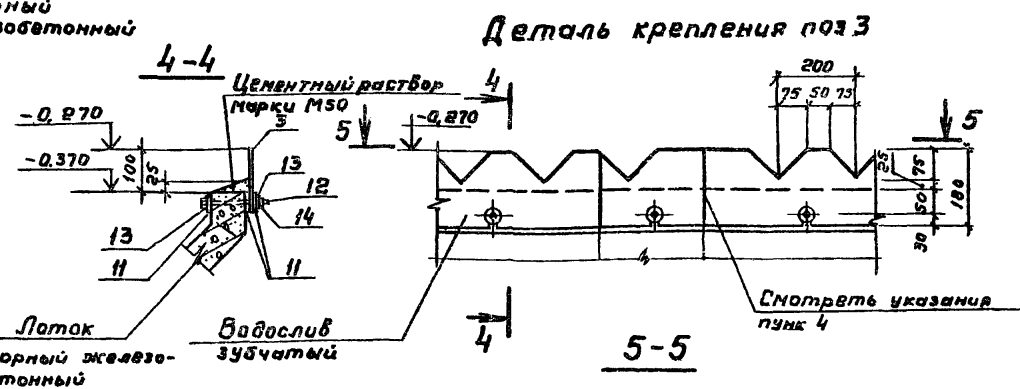 ный
зобетонный
Деталь крепления поз 3
4-4
Цементный раствор
марки М50
-0,270
-0.370
100
25
3
13
12
14
13
11
11
Лоток
орный железо-
тонный
4
5
-0,270
200
75 50 75
5
25
75
50
30
180
Водослив
зубчатый
4
Смотреть указания
пунк 4
5-5